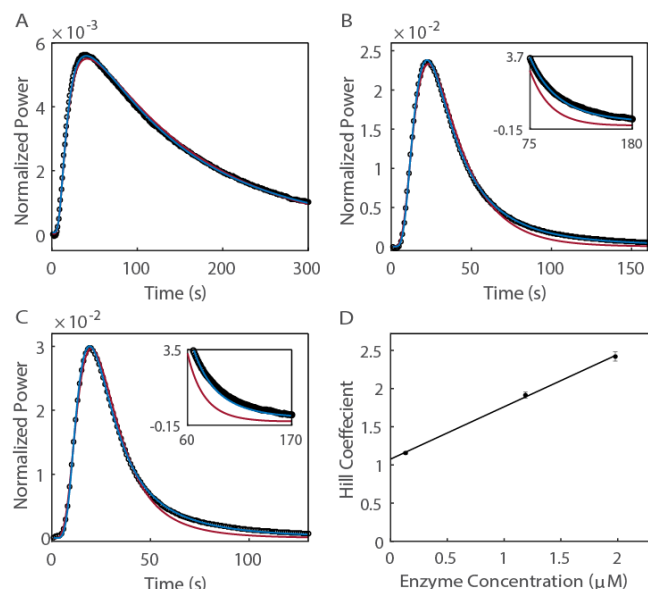 A
× 10⁻³
6
4
2
0
Normalized Power
0 100 200 300
Time (s)
B
× 10⁻²
2.5
2
1.5
1
0.5
0
Normalized Power
0 50 100 150
Time (s)
3.7
-0.15
75 180
C
× 10⁻²
3
2
1
0
Normalized Power
0 50 100
Time (s)
3.5
-0.15
60 170
D
2.5
2
1.5
1
0.5
0
Hill Coeffecient
0 0.5 1 1.5 2
Enzyme Concentration (μM)